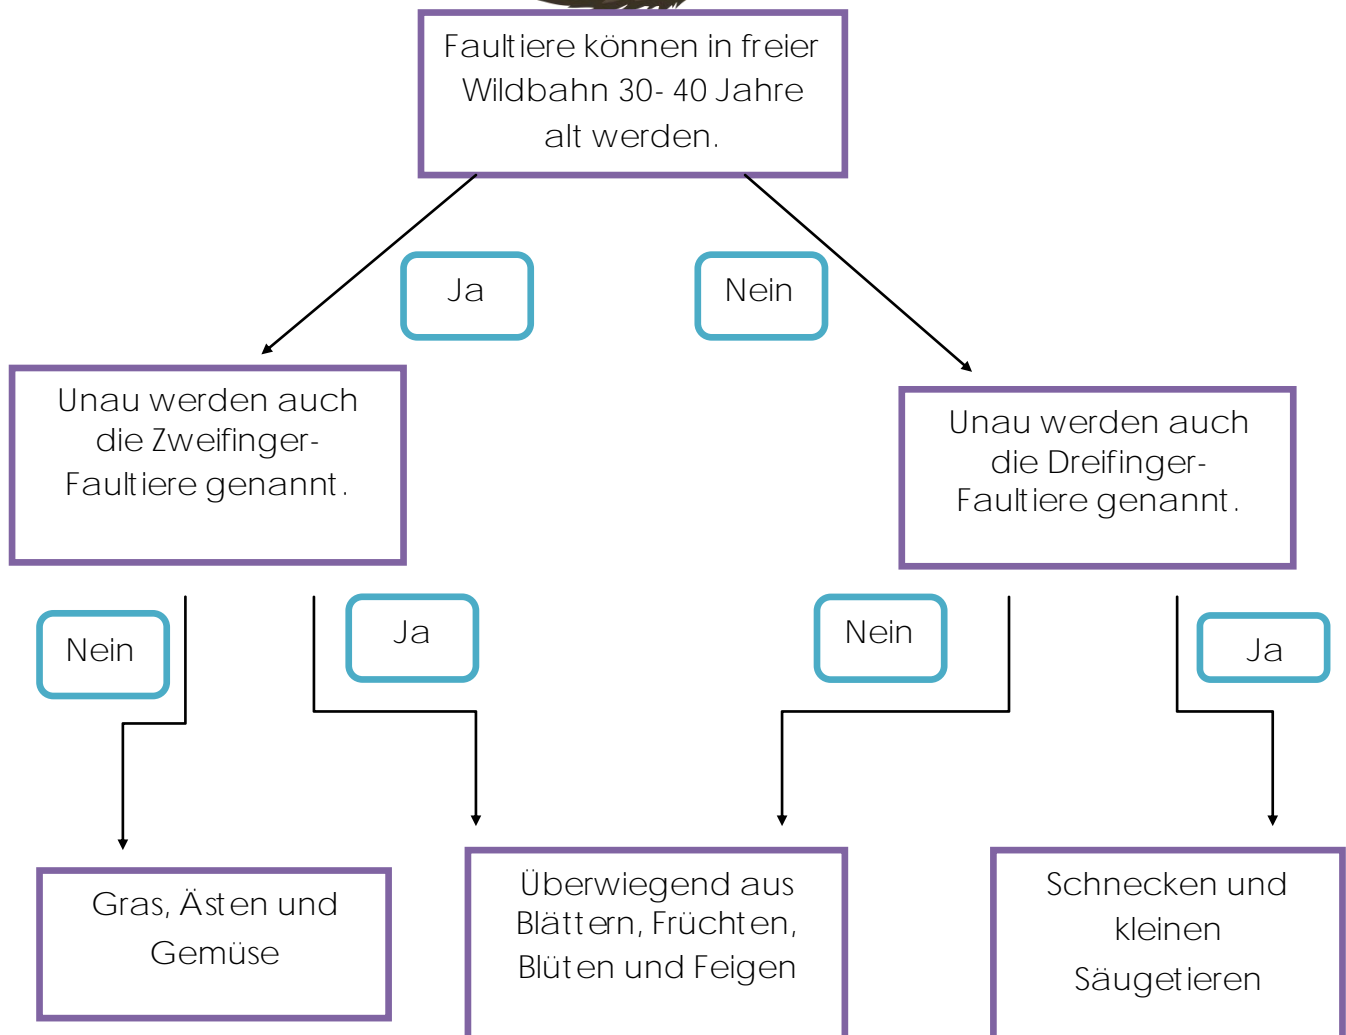 Faultiere können in freier
Wildbahn 30- 40 Jahre
alt werden.
Ja
Nein
Unau werden auch
die Zweifinger-
Faultiere genannt.
Unau werden auch
die Dreifinger-
Faultiere genannt.
Nein
Ja
Nein
Ja
Gras, Ästen und
Gemüse
Überwiegend aus
Blättern, Früchten,
Blüten und Feigen
Schnecken und
kleinen
Säugetieren